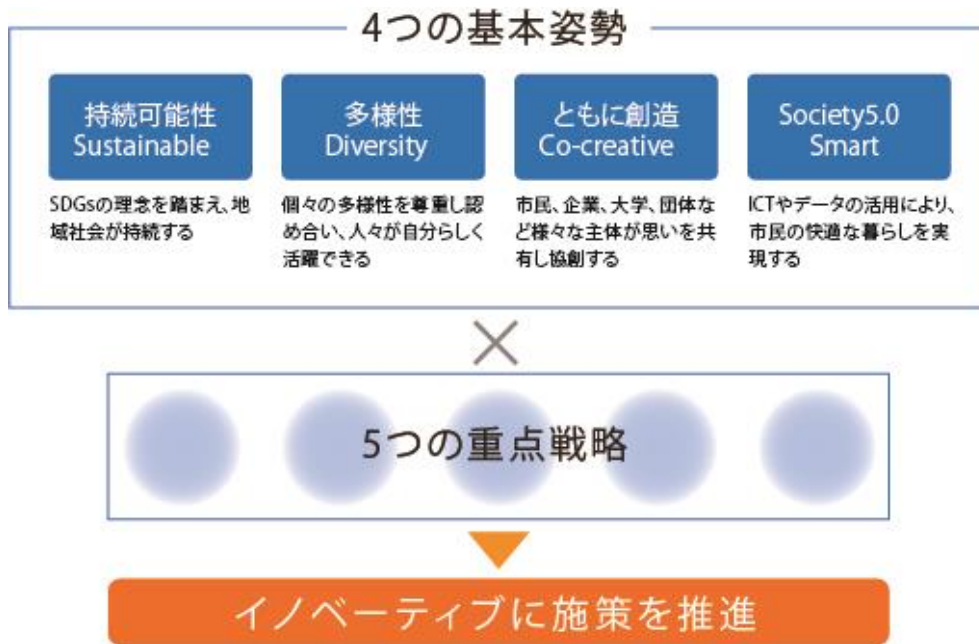 4つの基本姿勢
持続可能性
Sustainable
SDGsの理念を踏まえ、地
域社会が持続する
多様性
Diversity
個々の多様性を尊重し認
め合い、人々が自分らしく
活躍できる
ともに創造
Co-creative
市民、企業、大学、団体な
ど様々な主体が思いを共
有し協創する
Society5.0
Smart
ICTやデータの活用により、
市民の快適な暮らしを実
現する
×
5つの重点戦略
イノベーティブに施策を推進